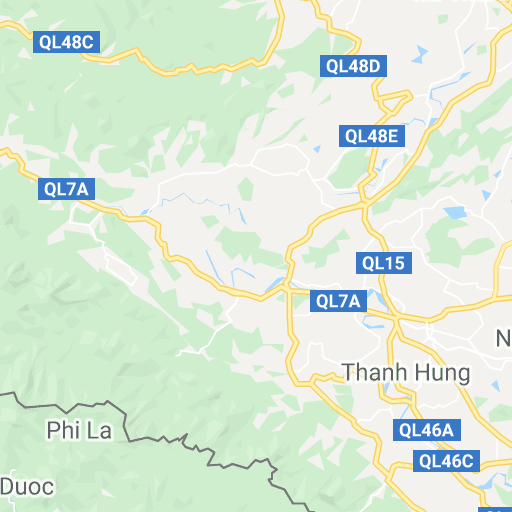 QL48C
QL48D
QL48E
QL7A
QL15
QL7A
N
Thanh Hung
QL46A
Phi La
QL46C
Duoc